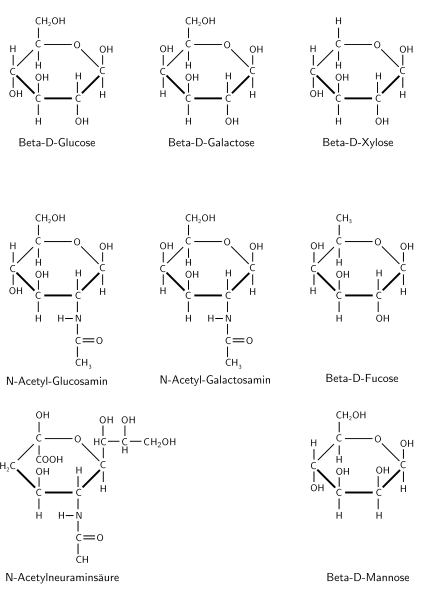 CH₂OH
H C O OH
H
C OH H C
OH C C H
H OH
Beta-D-Glucose
CH₂OH
OH C O OH
H
C OH H C
H C C H
H OH
Beta-D-Galactose
H
H C O OH
H
C OH H C
OH C C H
H OH
Beta-D-Xylose
CH₂OH
H C O OH
H
C OH H C
OH C C H
H H–N
C=O
CH₃
N-Acetyl-Glucosamin
CH₂OH
OH C O OH
H
C OH H C
H C C H
H H–N
C=O
CH₃
N-Acetyl-Galactosamin
CH₃
OH C O OH
H
C OH H C
H C C H
H OH
Beta-D-Fucose
OH OH OH
C O HC C CH₂OH
H
COOH
H₂C OH H C
C C H
H H–N
C=O
CH
N-Acetylneuraminsäure
CH₂OH
H C O OH
H
C OH OH C
OH C C H
H H
Beta-D-Mannose